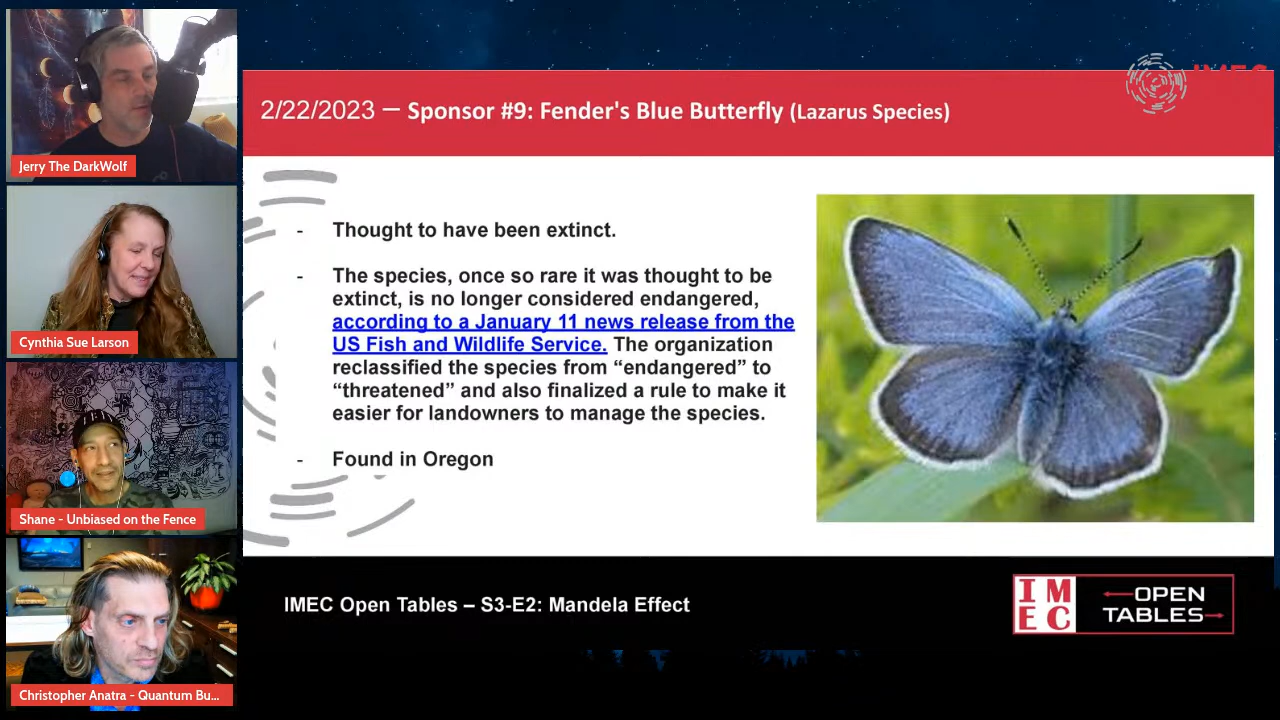 Jerry The DarkWolf
Cynthia Sue Larson
Shane - Unbiased on the Fence
Christopher Anatra - Quantum Bu...
IMEC
2/22/2023 — Sponsor #9: Fender's Blue Butterfly (Lazarus Species)
- Thought to have been extinct.
- The species, once so rare it was thought to be
extinct, is no longer considered endangered,
according to a January 11 news release from the
US Fish and Wildlife Service. The organization
reclassified the species from “endangered” to
“threatened” and also finalized a rule to make it
easier for landowners to manage the species.
- Found in Oregon
IMEC Open Tables – S3-E2: Mandela Effect
IM
EC
OPEN
TABLES